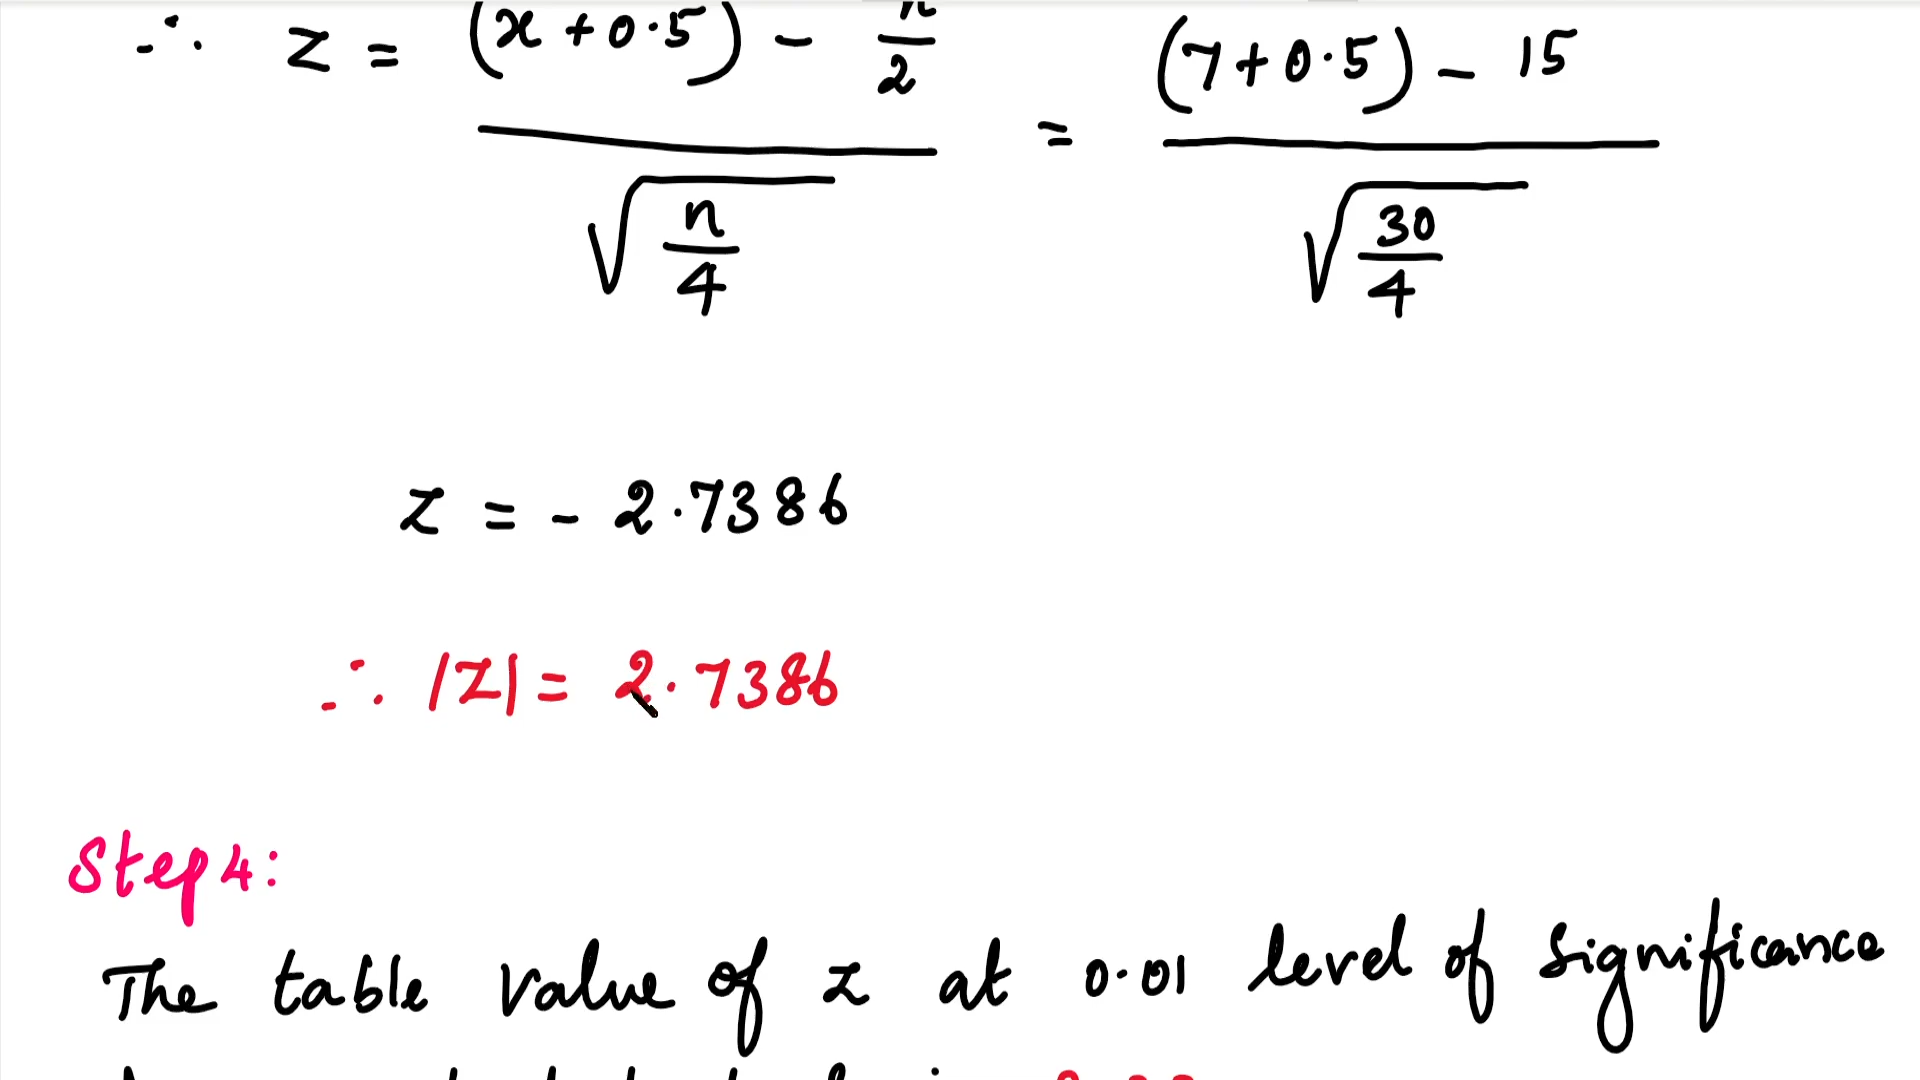 ∴ z = ((x + 0.5) - n/2) / √(n/4) = ((7 + 0.5) - 15) / √(30/4)
z = - 2.7386
∴ |z| = 2.7386
Step 4:
The table value of z at 0.01 level of significance